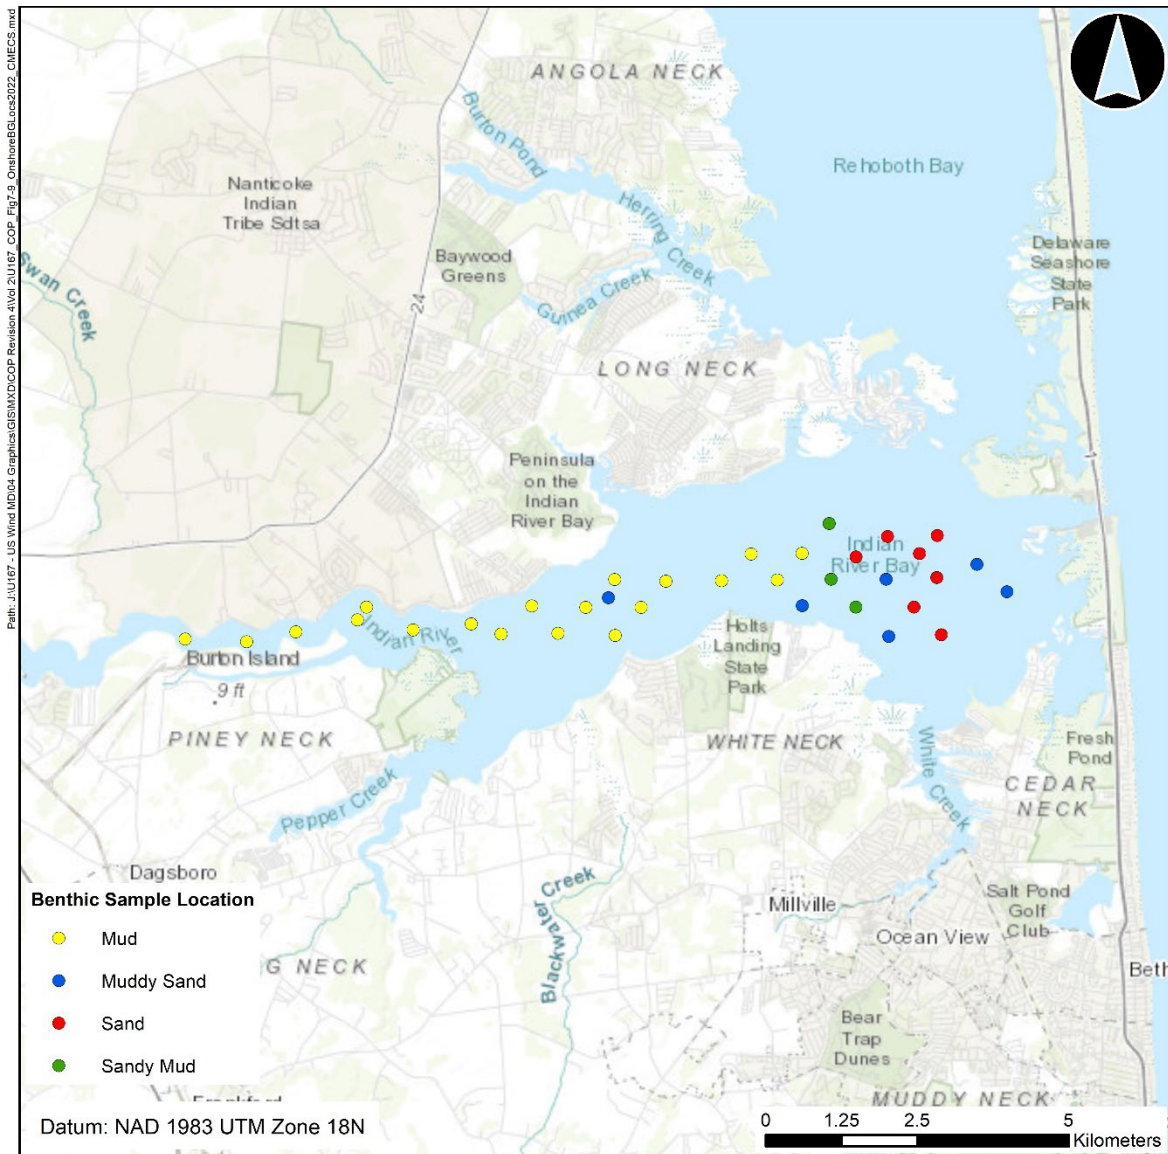 Path: J:\U167 - US Wind MD\04 Graphics\GIS\MXD\COP Revision 4\Vol 2\U167_COP_Fig7-9_OnshoreBGLocs2022_CMECS.mxd
ANGOLA NECK
Burton Pond
Rehoboth Bay
Nanticoke
Indian
Tribe Sdtsa
Herring Creek
Delaware
Seashore
State
Park
Baywood
Greens
Swan Creek
Guinea Creek
24
LONG NECK
1
Peninsula
on the
Indian
River Bay
Indian
River Bay
Indian River
Holts
Landing
State
Park
Burton Island
9 ft
PINEY NECK
WHITE NECK
White Creek
Fresh
Pond
CEDAR
NECK
Pepper Creek
Dagsboro
Blackwater Creek
Millville
Salt Pond
Golf
Club
Ocean View
Beth
G NECK
Bear
Trap
Dunes
MUDDY NECK
Benthic Sample Location
Mud
Muddy Sand
Sand
Sandy Mud
Datum: NAD 1983 UTM Zone 18N
0 1.25 2.5 5
Kilometers